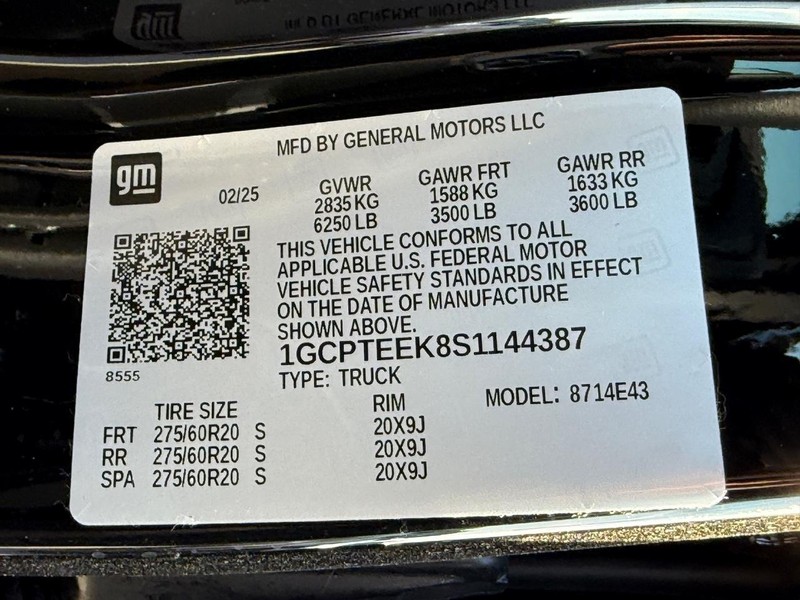 MFD BY GENERAL MOTORS LLC
gm
02/25
GVWR GAWR FRT GAWR RR
2835 KG 1588 KG 1633 KG
6250 LB 3500 LB 3600 LB
THIS VEHICLE CONFORMS TO ALL
APPLICABLE U.S. FEDERAL MOTOR
VEHICLE SAFETY STANDARDS IN EFFECT
ON THE DATE OF MANUFACTURE
SHOWN ABOVE.
1GCPTEEK8S1144387
8555
TYPE: TRUCK
MODEL: 8714E43
TIRE SIZE RIM
FRT 275/60R20 S 20X9J
RR 275/60R20 S 20X9J
SPA 275/60R20 S 20X9J